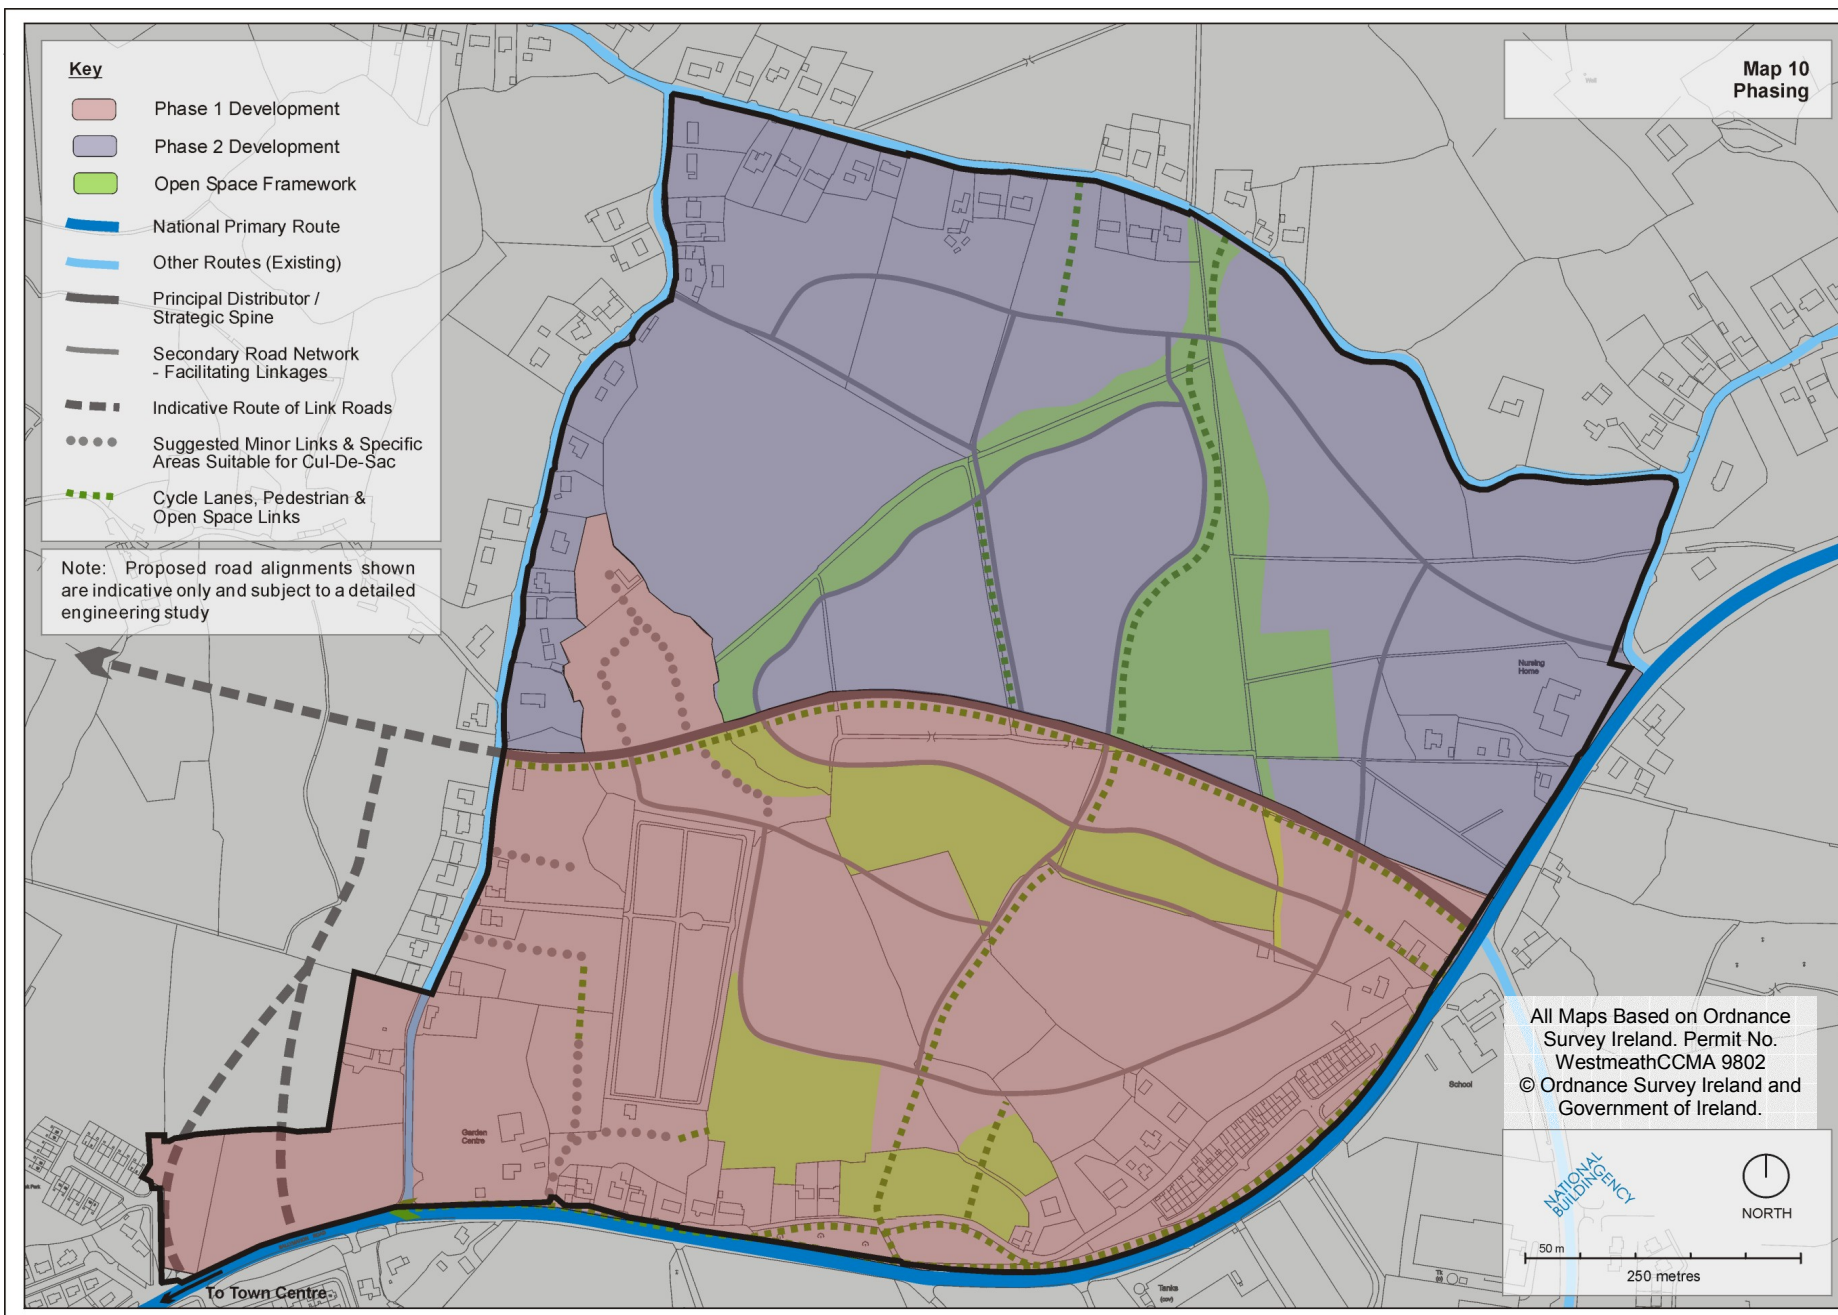 Key
Phase 1 Development
Phase 2 Development
Open Space Framework
National Primary Route
Other Routes (Existing)
Principal Distributor /
Strategic Spine
Secondary Road Network
- Facilitating Linkages
Indicative Route of Link Roads
Suggested Minor Links & Specific
Areas Suitable for Cul-De-Sac
Cycle Lanes, Pedestrian &
Open Space Links
Note: Proposed road alignments shown
are indicative only and subject to a detailed
engineering study
Map 10
Phasing
Nursing
Home
Garden
Centre
School
Tanks
To Town Centre
All Maps Based on Ordnance
Survey Ireland. Permit No.
WestmeathCCMA 9802
© Ordnance Survey Ireland and
Government of Ireland.
NATIONAL
BUILDINGENCY
NORTH
50 m
250 metres